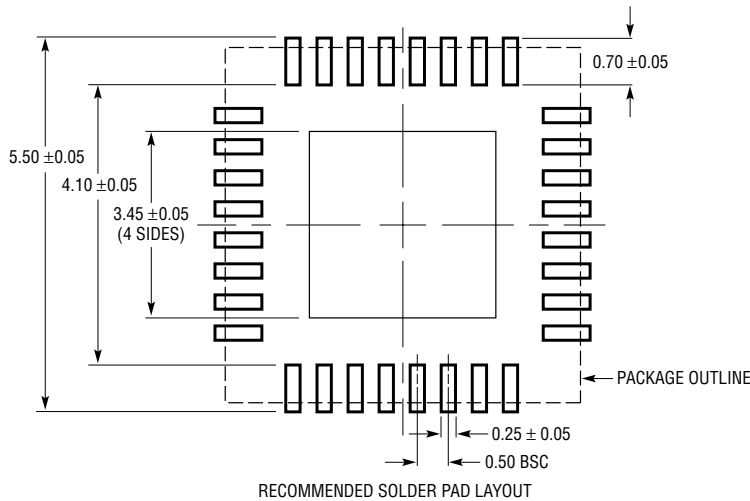 0.70 ±0.05
5.50 ±0.05
4.10 ±0.05
3.45 ±0.05
(4 SIDES)
PACKAGE OUTLINE
0.25 ± 0.05
0.50 BSC
RECOMMENDED SOLDER PAD LAYOUT